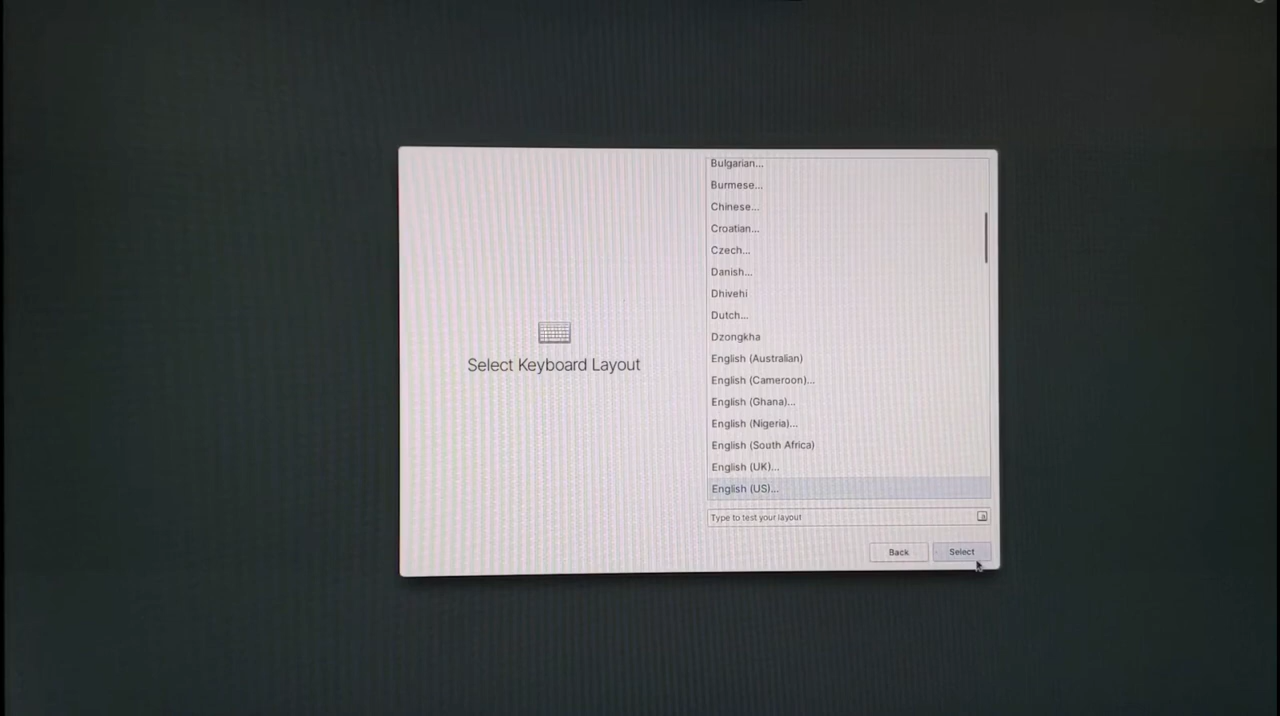 Bulgarian...
Burmese...
Chinese...
Croatian...
Czech...
Danish...
Dhivehi
Dutch...
Dzongkha
English (Australian)
English (Cameroon)...
English (Ghana)...
English (Nigeria)...
English (South Africa)
English (UK)...
English (US)...
Select Keyboard Layout
Type to test your layout
Back
Select